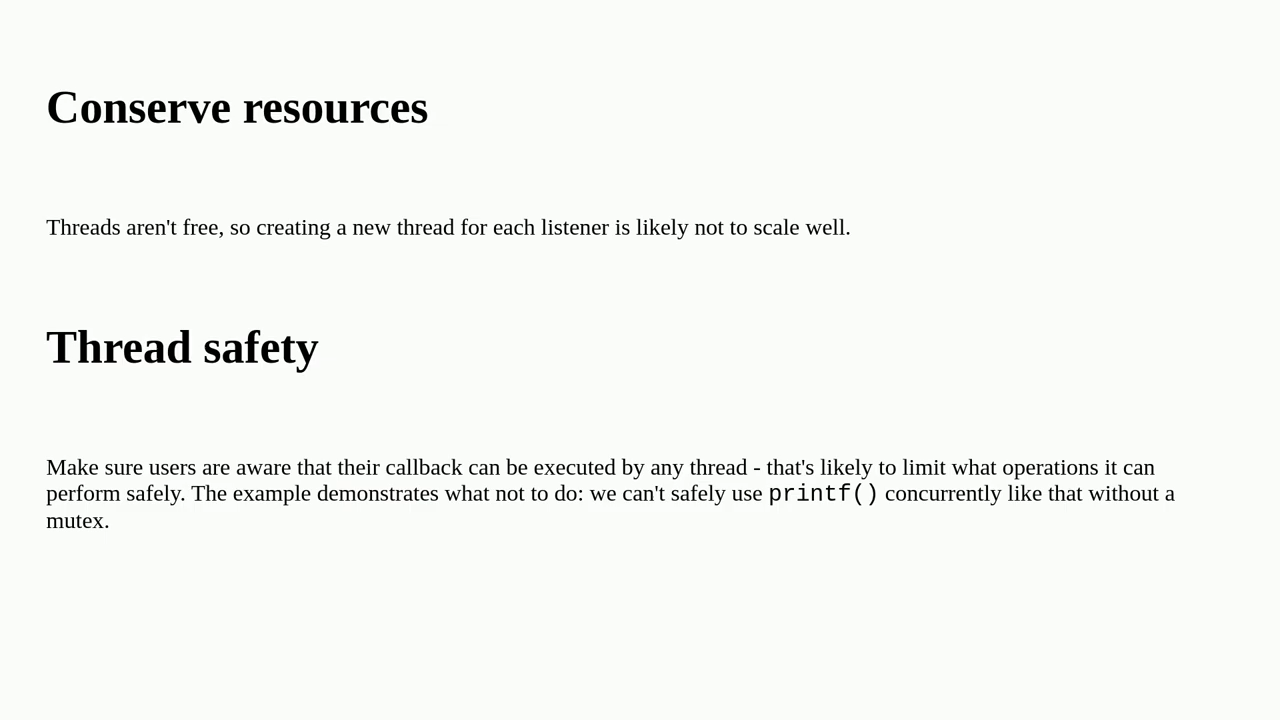 Conserve resources
Threads aren't free, so creating a new thread for each listener is likely not to scale well.
Thread safety
Make sure users are aware that their callback can be executed by any thread - that's likely to limit what operations it can
perform safely. The example demonstrates what not to do: we can't safely use printf() concurrently like that without a
mutex.